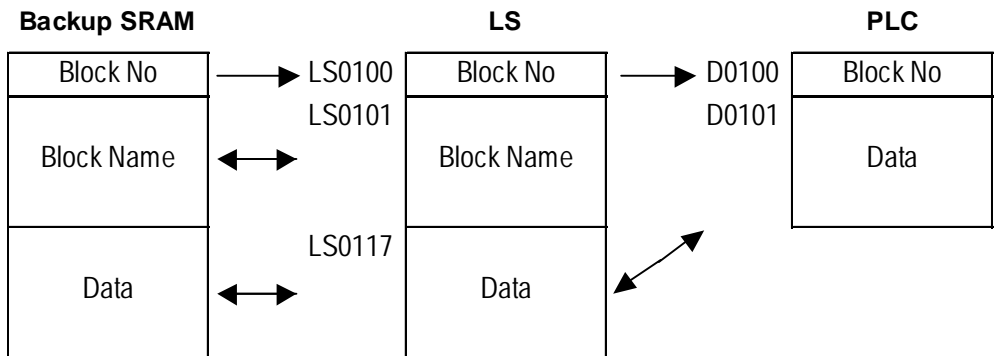 Backup SRAM LS PLC
Block No LS0100 Block No D0100 Block No
LS0101 D0101
Block Name Block Name Data
LS0117
Data Data